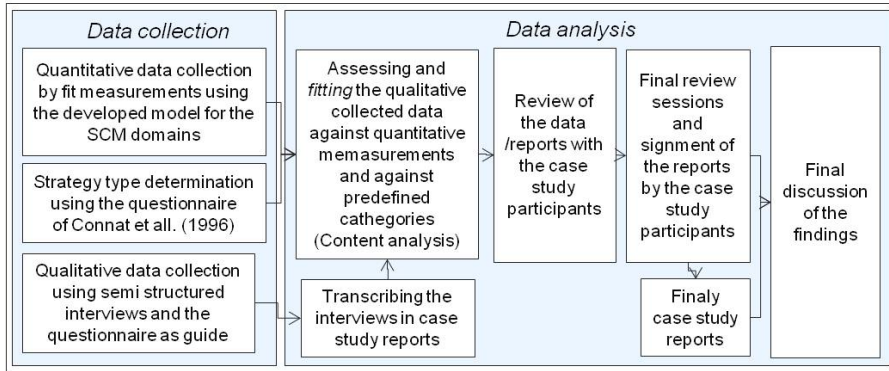 Data collection
Quantitative data collection
by fit measurements using
the developed model for the
SCM domains
Strategy type determination
using the questionnaire
of Connat et all. (1996)
Qualitative data collection
using semi structured
interviews and the
questionnaire as guide
Data analysis
Assessing and
fitting the qualitative
collected data
against quantitative
memasurements
and against
predefined
cathegories
(Content analysis)
Transcribing the
interviews in case
study reports
Review of
the data
/reports with
the case
study
participants
Final review
sessions
and
signment of
the reports
by the case
study
participants
Finaly
case study
reports
Final
discussion
of the
findings